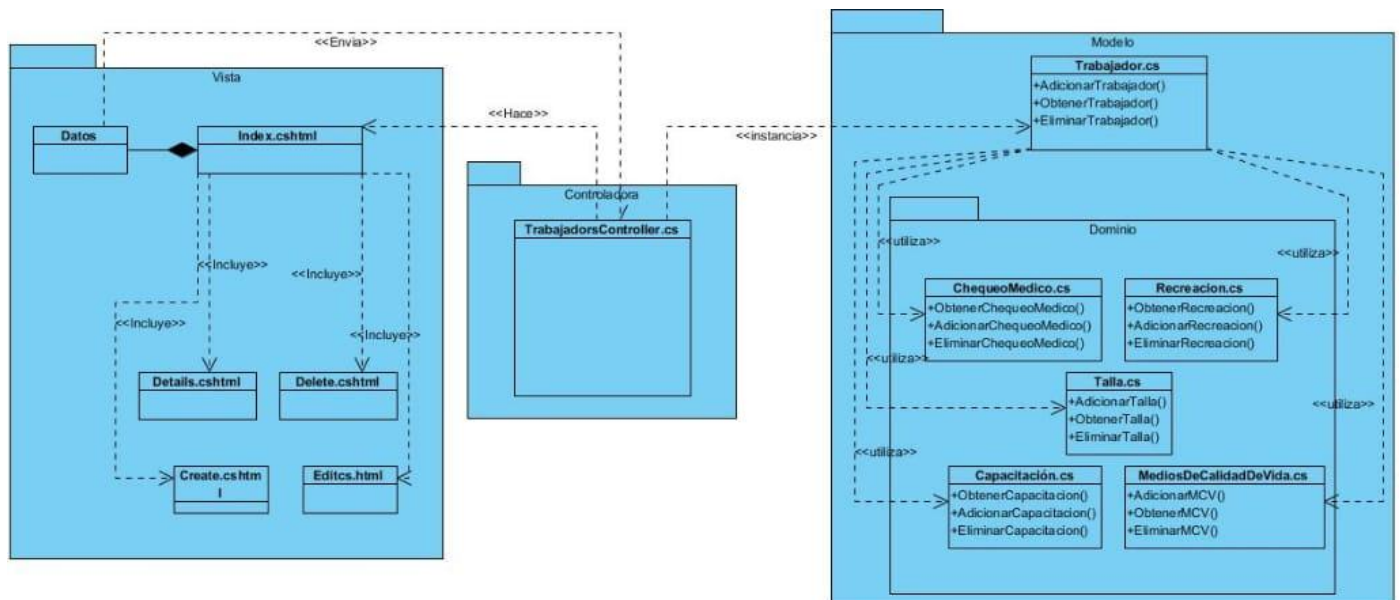 <<Envia>>
Vista
Datos
Index.cshtml
<<Incluye>>
<<Incluye>>
<<Incluye>>
<<Incluye>>
Details.cshtml
Delete.cshtml
Create.cshtm
l
Editcs.html
<<Hace>>
Controladora
TrabajadorsController.cs
<<instancia>>
Modelo
Trabajador.cs
+AdicionarTrabajador()
+ObtenerTrabajador()
+EliminarTrabajador()
Dominio
<<utiliza>>
<<utiliza>>
ChequeoMedico.cs
+ObtenerChequeoMedico()
+AdicionarChequeoMedico()
+EliminarChequeoMedico()
Recreacion.cs
+ObtenerRecreacion()
+AdicionarRecreacion()
+EliminarRecreacion()
<<utiliza>>
Talla.cs
+AdicionarTalla()
+ObtenerTalla()
+EliminarTalla()
<<utiliza>>
<<utiliza>>
Capacitación.cs
+ObtenerCapacitacion()
+AdicionarCapacitacion()
+EliminarCapacitacion()
MediosDeCalidadDeVida.cs
+AdicionarMCV()
+ObtenerMCV()
+EliminarMCV()